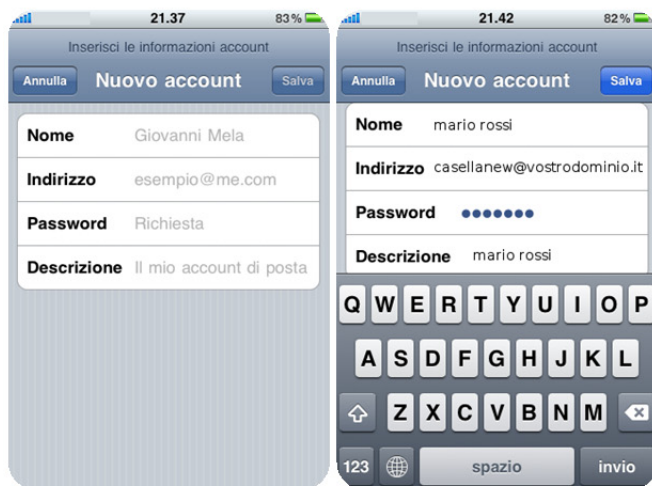 21.37 83%
Inserisci le informazioni account
Annulla Nuovo account Salva
Nome Giovanni Mela
Indirizzo esempio@me.com
Password Richiesta
Descrizione Il mio account di posta
21.42 82%
Inserisci le informazioni account
Annulla Nuovo account Salva
Nome mario rossi
Indirizzo casellanew@vostrodominio.it
Password •••••••
Descrizione mario rossi
Q W E R T Y U I O P
A S D F G H J K L
Z X C V B N M
123 spazio invio